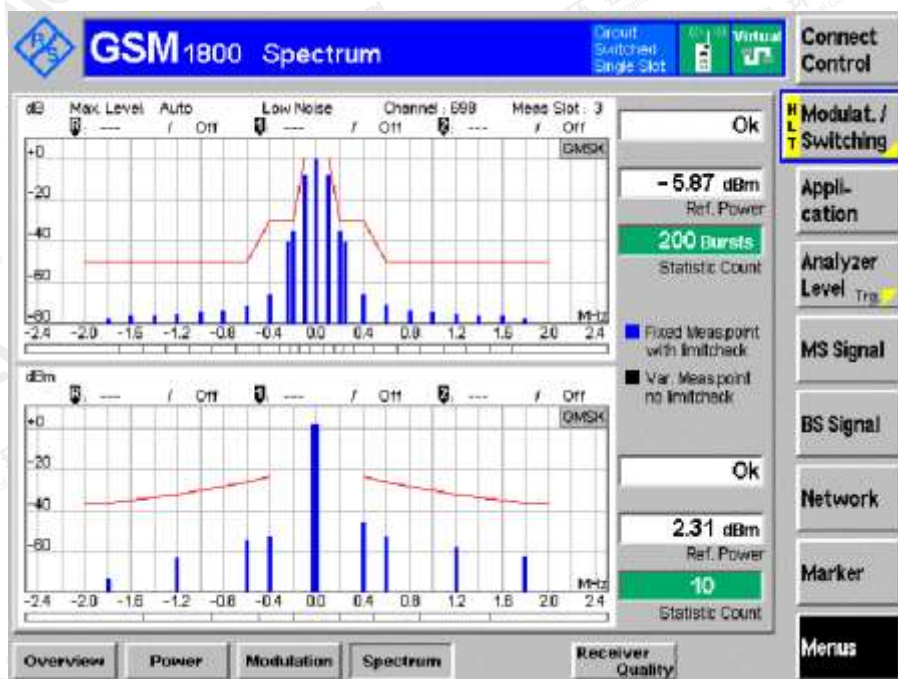 GSM 1800 Spectrum
Circuit Switched Single Slot
Virtual
Connect Control
dB Max. Level Auto Low Noise Channel : 698 Meas Slot : 3
--- / Off --- / Off --- / Off
GMSK
+0
-20
-40
-60
-80
MHz
-2.4 -2.0 -1.6 -1.2 -0.8 -0.4 0.0 0.4 0.8 1.2 1.6 2.0 2.4
Ok
- 5.87 dBm
Ref. Power
200 Bursts
Statistic Count
Fixed Meas.point
with limitcheck
Var. Meas.point
no limitcheck
dBm
--- / Off --- / Off --- / Off
GMSK
+0
-20
-40
-60
MHz
-2.4 -2.0 -1.6 -1.2 -0.8 -0.4 0.0 0.4 0.8 1.2 1.6 2.0 2.4
Ok
2.31 dBm
Ref. Power
10
Statistic Count
H L T
Modulat. / Switching
Appli- cation
Analyzer Level Trg.
MS Signal
BS Signal
Network
Marker
Menus
Overview
Power
Modulation
Spectrum
Receiver Quality